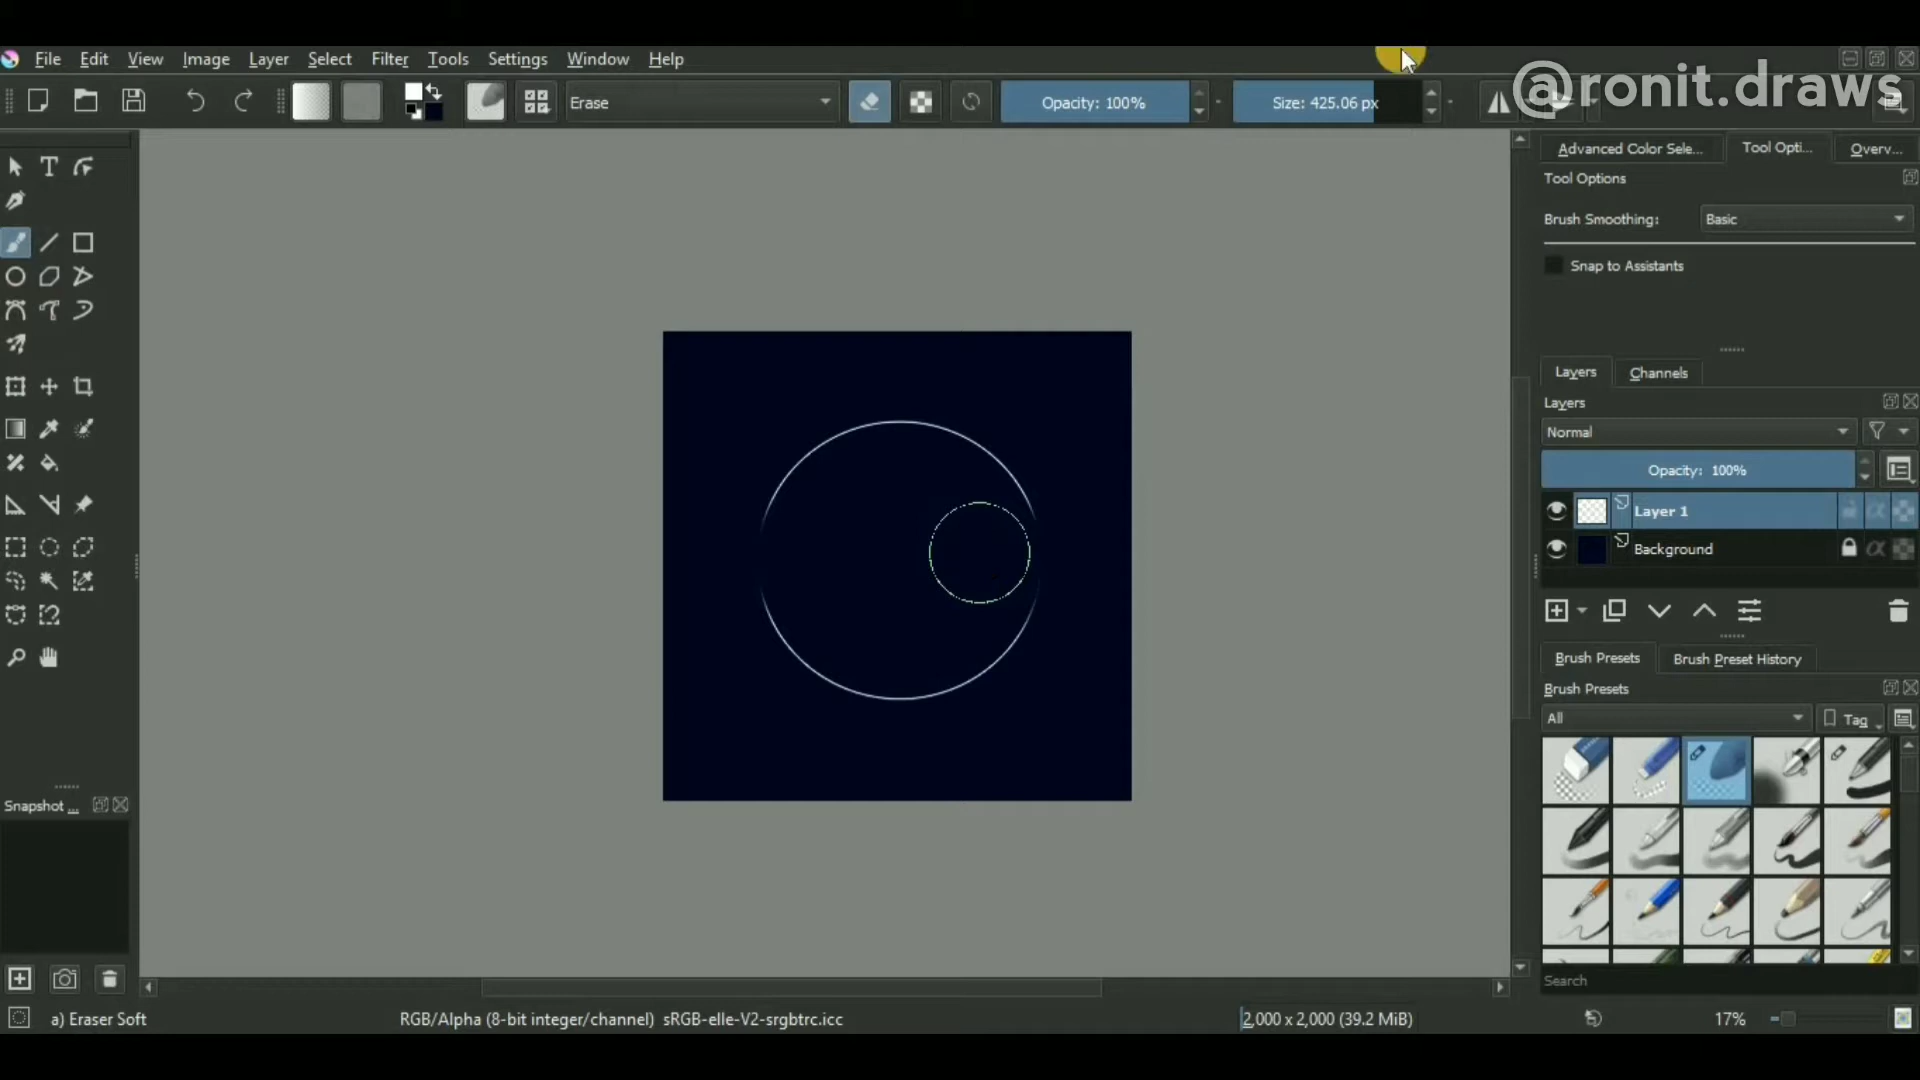 File Edit View Image Layer Select Filter Tools Settings Window Help
@ronit.draws
Erase
Opacity: 100%
Size: 425.06 px
Advanced Color Sele...
Tool Opti...
Overv...
Tool Options
Brush Smoothing:
Basic
Snap to Assistants
Layers
Channels
Layers
Normal
Opacity: 100%
Layer 1
Background
Brush Presets
Brush Preset History
Brush Presets
All
Tag
Search
Snapshot ...
a) Eraser Soft
RGB/Alpha (8-bit integer/channel) sRGB-elle-V2-srgbtrc.icc
2,000 x 2,000 (39.2 MiB)
17%